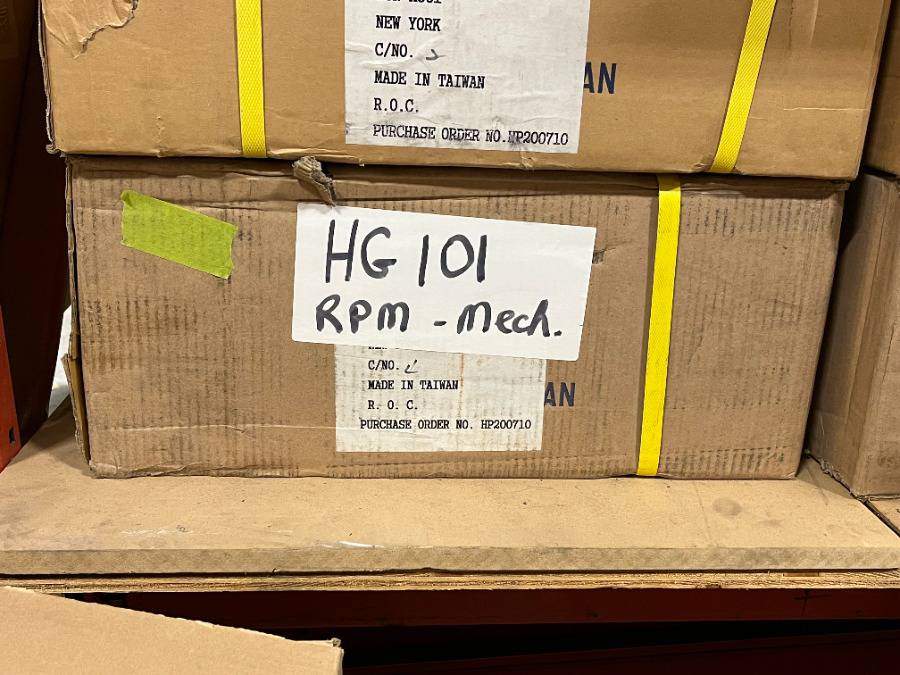 NEW YORK
C/NO.
MADE IN TAIWAN
R.O.C.
PURCHASE ORDER NO. HP200710
AN
HG 101
RPM - Mech.
C/NO.
MADE IN TAIWAN
R. O. C.
PURCHASE ORDER NO. HP200710
AN